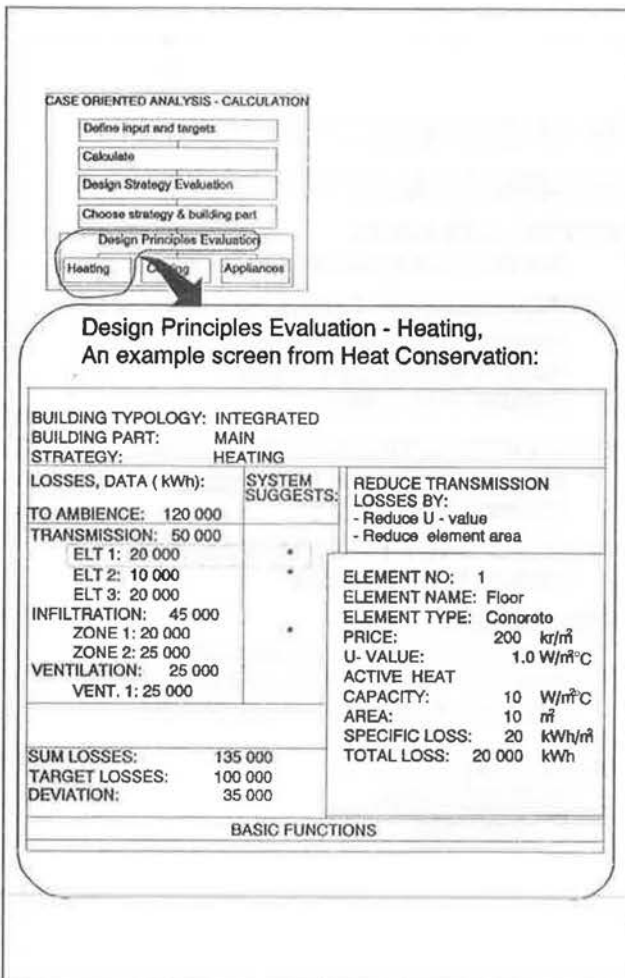 CASE ORIENTED ANALYSIS - CALCULATION
Define input and targets
Calculate
Design Strategy Evaluation
Choose strategy & building part
Design Principles Evaluation
Heating
Appliances
Design Principles Evaluation - Heating,
An example screen from Heat Conservation:
BUILDING TYPOLOGY: INTEGRATED
BUILDING PART: MAIN
STRATEGY: HEATING
LOSSES, DATA ( kWh):
TO AMBIENCE: 120 000
TRANSMISSION: 50 000
ELT 1: 20 000
ELT 2: 10 000
ELT 3: 20 000
INFILTRATION: 45 000
ZONE 1: 20 000
ZONE 2: 25 000
VENTILATION: 25 000
VENT. 1: 25 000
SYSTEM
SUGGESTS:
*
*
*
REDUCE TRANSMISSION
LOSSES BY:
- Reduce U - value
- Reduce element area
ELEMENT NO: 1
ELEMENT NAME: Floor
ELEMENT TYPE: Concrete
PRICE: 200 kr/m²
U- VALUE: 1.0 W/m²°C
ACTIVE HEAT
CAPACITY: 10 W/m²°C
AREA: 10 m²
SPECIFIC LOSS: 20 kWh/m²
TOTAL LOSS: 20 000 kWh
SUM LOSSES: 135 000
TARGET LOSSES: 100 000
DEVIATION: 35 000
BASIC FUNCTIONS